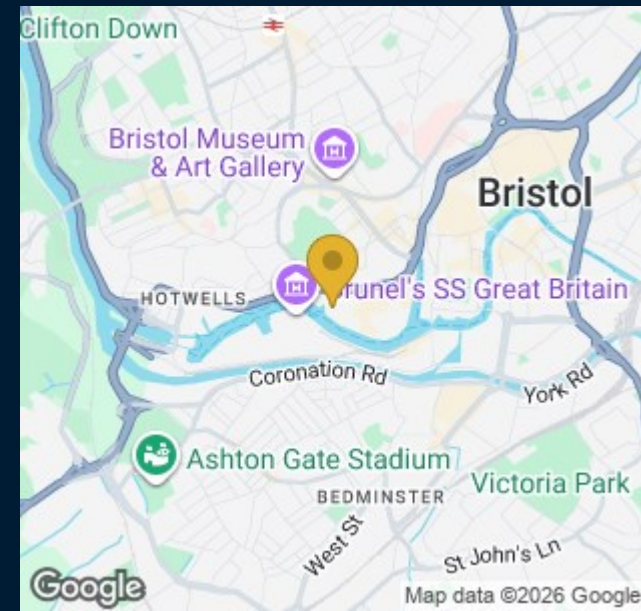 Clifton Down
Bristol Museum
& Art Gallery
Bristol
HOTWELLS
Brunel's SS Great Britain
Coronation Rd
York Rd
Ashton Gate Stadium
Victoria Park
BEDMINSTER
West St
St John's Ln
Google
Map data ©2026 Google